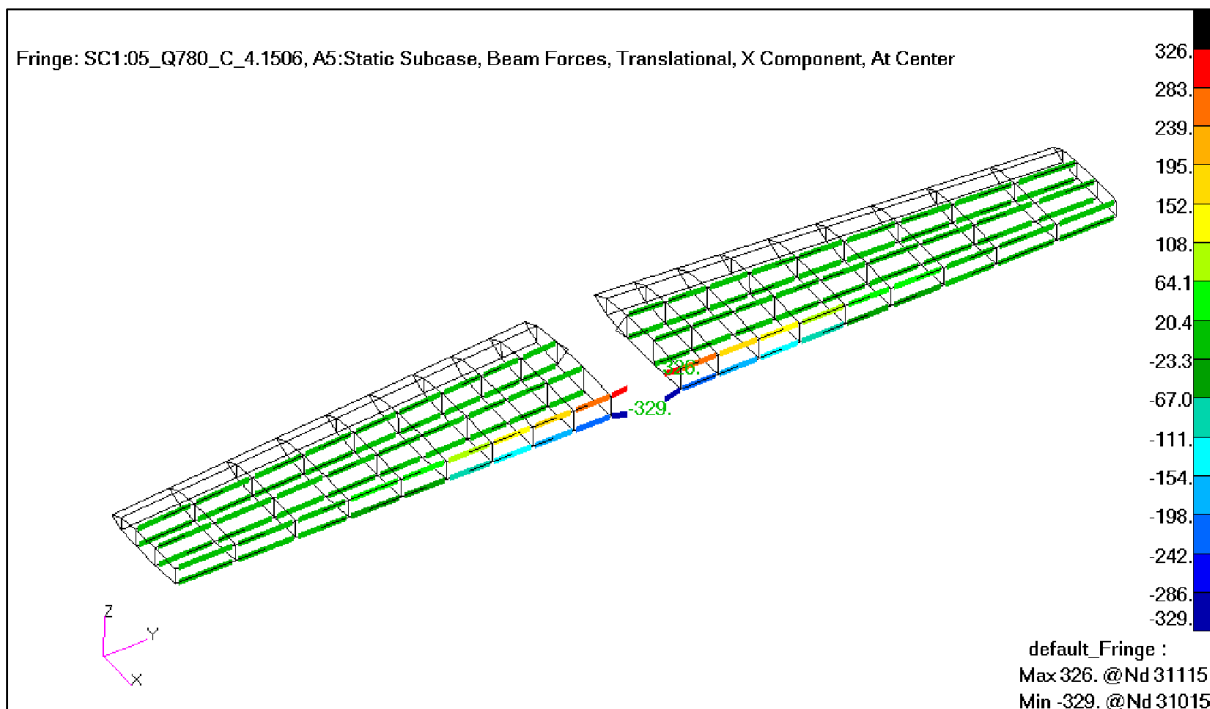 Fringe: SC1:05_Q780_C_4.1506, A5:Static Subcase, Beam Forces, Translational, X Component, At Center
326.
283.
239.
195.
152.
108.
64.1
20.4
-23.3
-67.0
-111.
-154.
-198.
-242.
-286.
-329.
326.
-329.
Z
Y
X
default_Fringe :
Max 326. @Nd 31115
Min -329. @Nd 31015